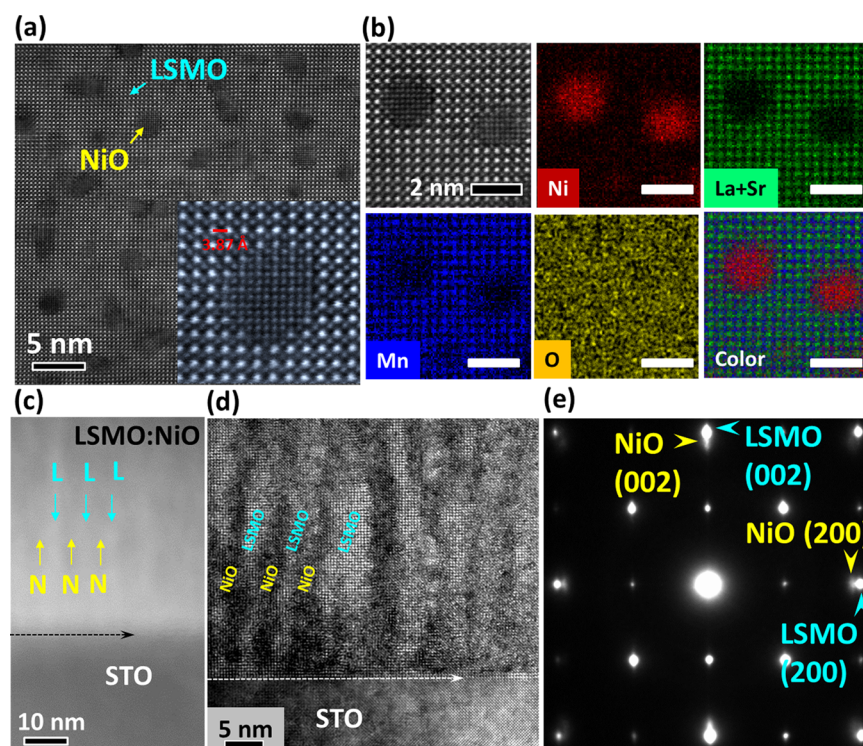 (a)
LSMO
NiO
3.87 Å
5 nm
(b)
2 nm
Ni
La+Sr
Mn
O
Color
(c)
LSMO:NiO
L L L
N N N
STO
10 nm
(d)
LSMO LSMO LSMO
NiO NiO NiO
STO
5 nm
(e)
NiO
(002)
LSMO
(002)
NiO (200
LSMO
(200)